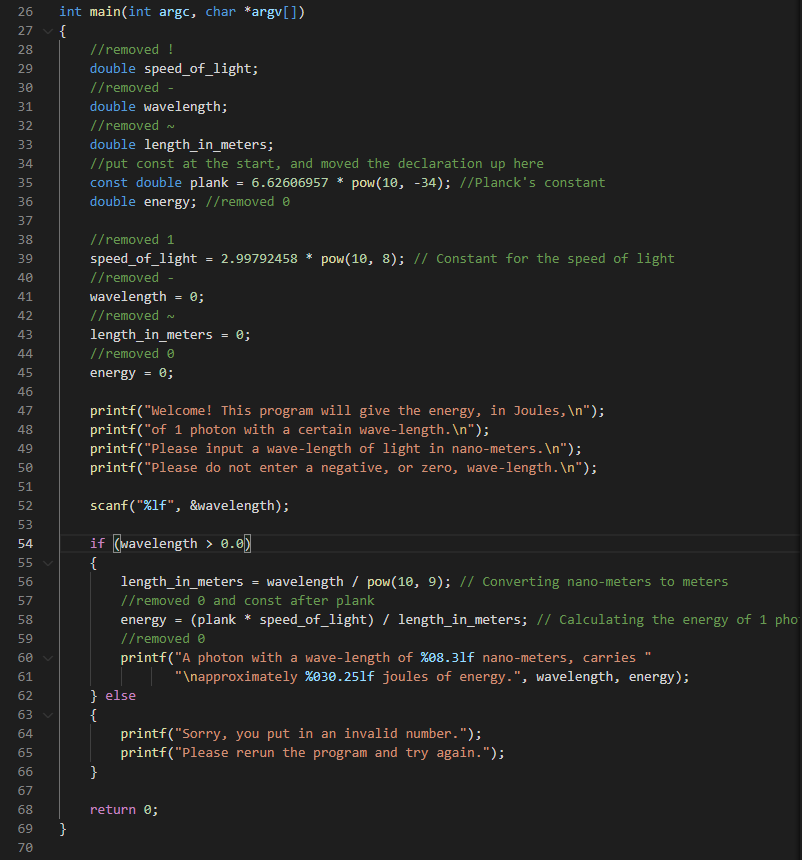 26 int main(int argc, char *argv[])
27 {
28 //removed !
29 double speed_of_light;
30 //removed -
31 double wavelength;
32 //removed ~
33 double length_in_meters;
34 //put const at the start, and moved the declaration up here
35 const double plank = 6.62606957 * pow(10, -34); //Planck's constant
36 double energy; //removed 0
37
38 //removed 1
39 speed_of_light = 2.99792458 * pow(10, 8); // Constant for the speed of light
40 //removed -
41 wavelength = 0;
42 //removed ~
43 length_in_meters = 0;
44 //removed 0
45 energy = 0;
46
47 printf("Welcome! This program will give the energy, in Joules,\n");
48 printf("of 1 photon with a certain wave-length.\n");
49 printf("Please input a wave-length of light in nano-meters.\n");
50 printf("Please do not enter a negative, or zero, wave-length.\n");
51
52 scanf("%lf", &wavelength);
53
54 if (wavelength > 0.0)
55 {
56 length_in_meters = wavelength / pow(10, 9); // Converting nano-meters to meters
57 //removed 0 and const after plank
58 energy = (plank * speed_of_light) / length_in_meters; // Calculating the energy of 1 pho
59 //removed 0
60 printf("A photon with a wave-length of %08.3lf nano-meters, carries "
61 "\napproximately %030.25lf joules of energy.", wavelength, energy);
62 } else
63 {
64 printf("Sorry, you put in an invalid number.");
65 printf("Please rerun the program and try again.");
66 }
67
68 return 0;
69 }
70